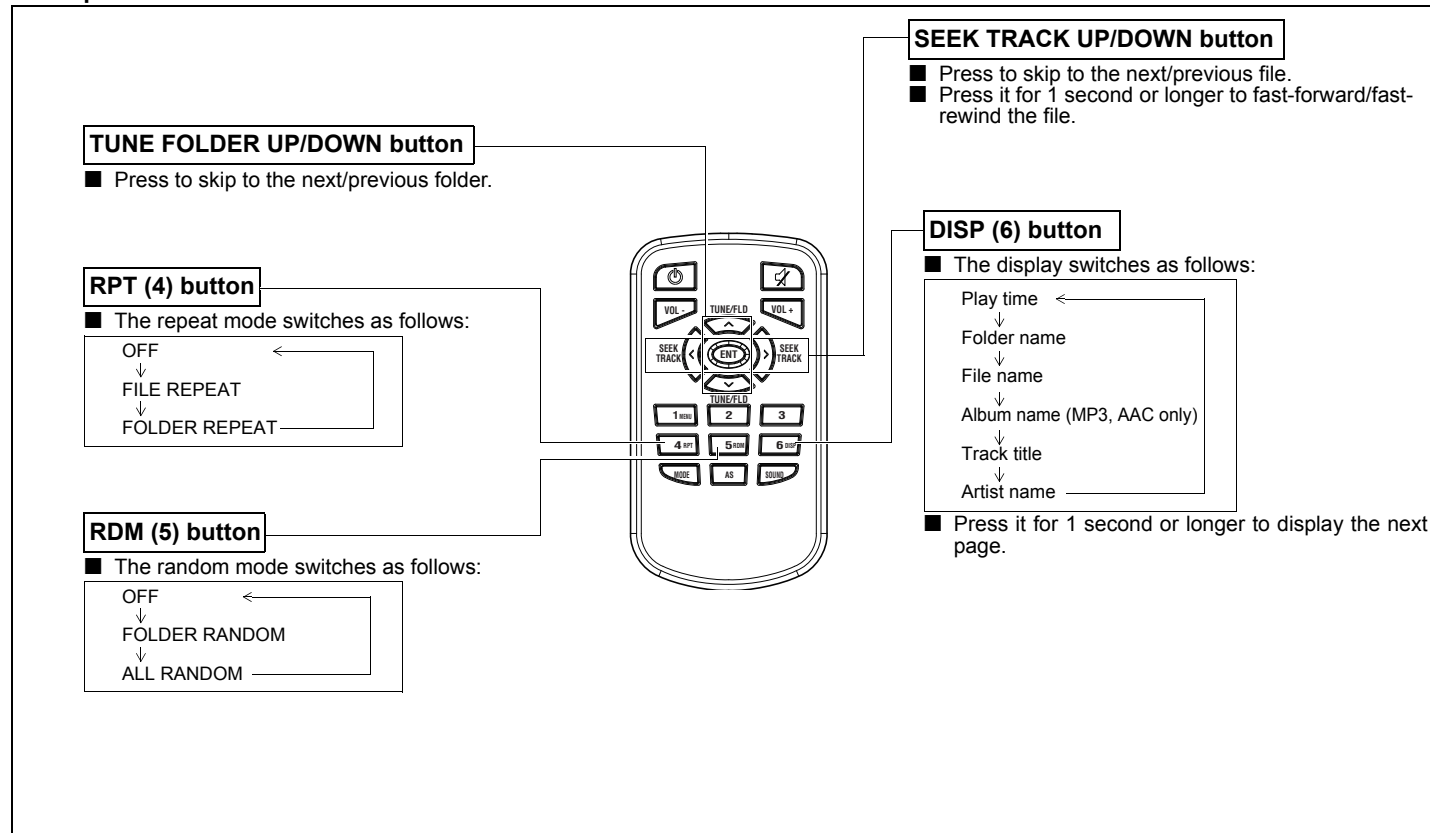 SEEK TRACK UP/DOWN button
■ Press to skip to the next/previous file.
■ Press it for 1 second or longer to fast-forward/fast-
rewind the file.
TUNE FOLDER UP/DOWN button
■ Press to skip to the next/previous folder.
DISP (6) button
■ The display switches as follows:
Play time
Folder name
File name
Album name (MP3, AAC only)
Track title
Artist name
■ Press it for 1 second or longer to display the next
page.
RPT (4) button
■ The repeat mode switches as follows:
OFF
FILE REPEAT
FOLDER REPEAT
RDM (5) button
■ The random mode switches as follows:
OFF
FOLDER RANDOM
ALL RANDOM
VOL -
TUNE/FLD
VOL +
SEEK
TRACK
ENT
SEEK
TRACK
TUNE/FLD
1 MENU
2
3
4 RPT
5 RDM
6 DISP
MODE
AS
SOUND